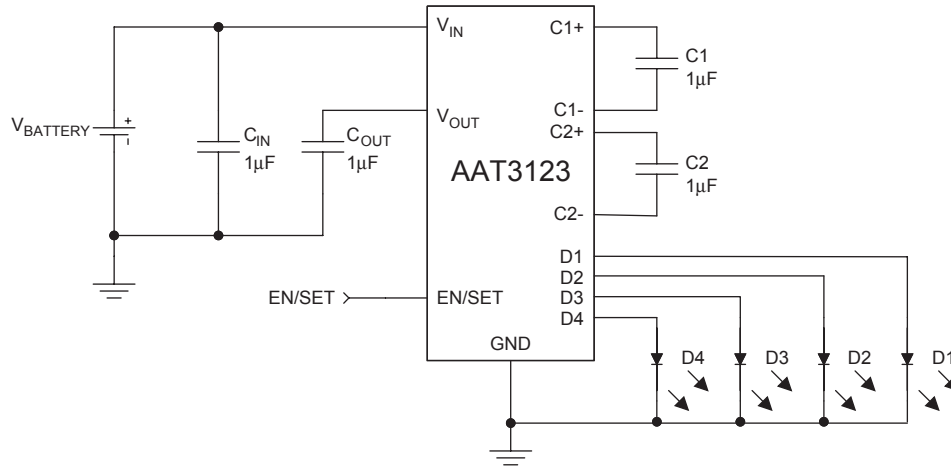 V_IN
C1+
C1
1μF
C1-
V_BATTERY
+
-
C_IN
1μF
V_OUT
C_OUT
1μF
C2+
AAT3123
C2
1μF
C2-
D1
D2
EN/SET
EN/SET
D3
D4
GND
D4
D3
D2
D1